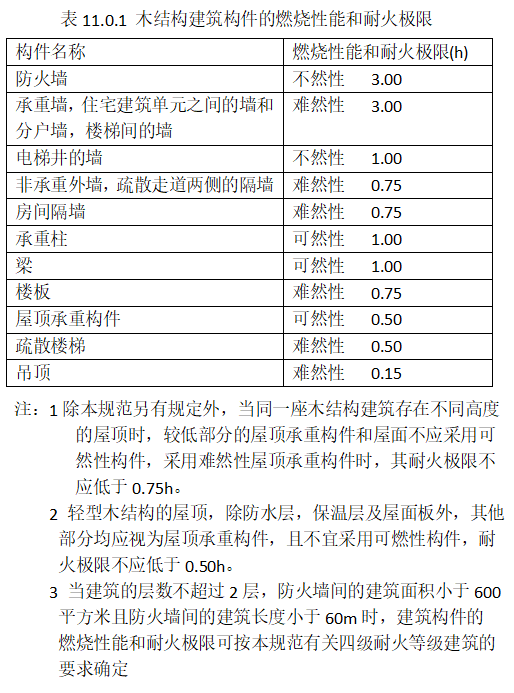 表 11.0.1 木结构建筑构件的燃烧性能和耐火极限
构件名称 燃烧性能和耐火极限(h)
防火墙 不然性 3.00
承重墙，住宅建筑单元之间的墙和
分户墙，楼梯间的墙 难然性 3.00
电梯井的墙 不然性 1.00
非承重外墙，疏散走道两侧的隔墙 难然性 0.75
房间隔墙 难然性 0.75
承重柱 可然性 1.00
梁 可然性 1.00
楼板 难然性 0.75
屋顶承重构件 可然性 0.50
疏散楼梯 难然性 0.50
吊顶 难然性 0.15
注：1 除本规范另有规定外，当同一座木结构建筑存在不同高度
的屋顶时，较低部分的屋顶承重构件和屋面不应采用可
然性构件，采用难然性屋顶承重构件时，其耐火极限不
应低于 0.75h。
2 轻型木结构的屋顶，除防水层，保温层及屋面板外，其他
部分均应视为屋顶承重构件，且不宜采用可燃性构件，耐
火极限不应低于 0.50h。
3 当建筑的层数不超过 2 层，防火墙间的建筑面积小于 600
平方米且防火墙间的建筑长度小于 60m 时，建筑构件的
燃烧性能和耐火极限可按本规范有关四级耐火等级建筑的
要求确定